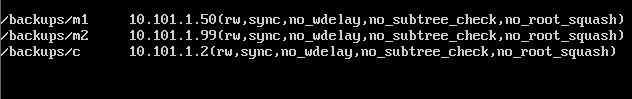 /backups/m1     10.101.1.50(rw,sync,no_wdelay,no_subtree_check,no_root_squash)
/backups/m2     10.101.1.99(rw,sync,no_wdelay,no_subtree_check,no_root_squash)
/backups/c      10.101.1.2(rw,sync,no_wdelay,no_subtree_check,no_root_squash)